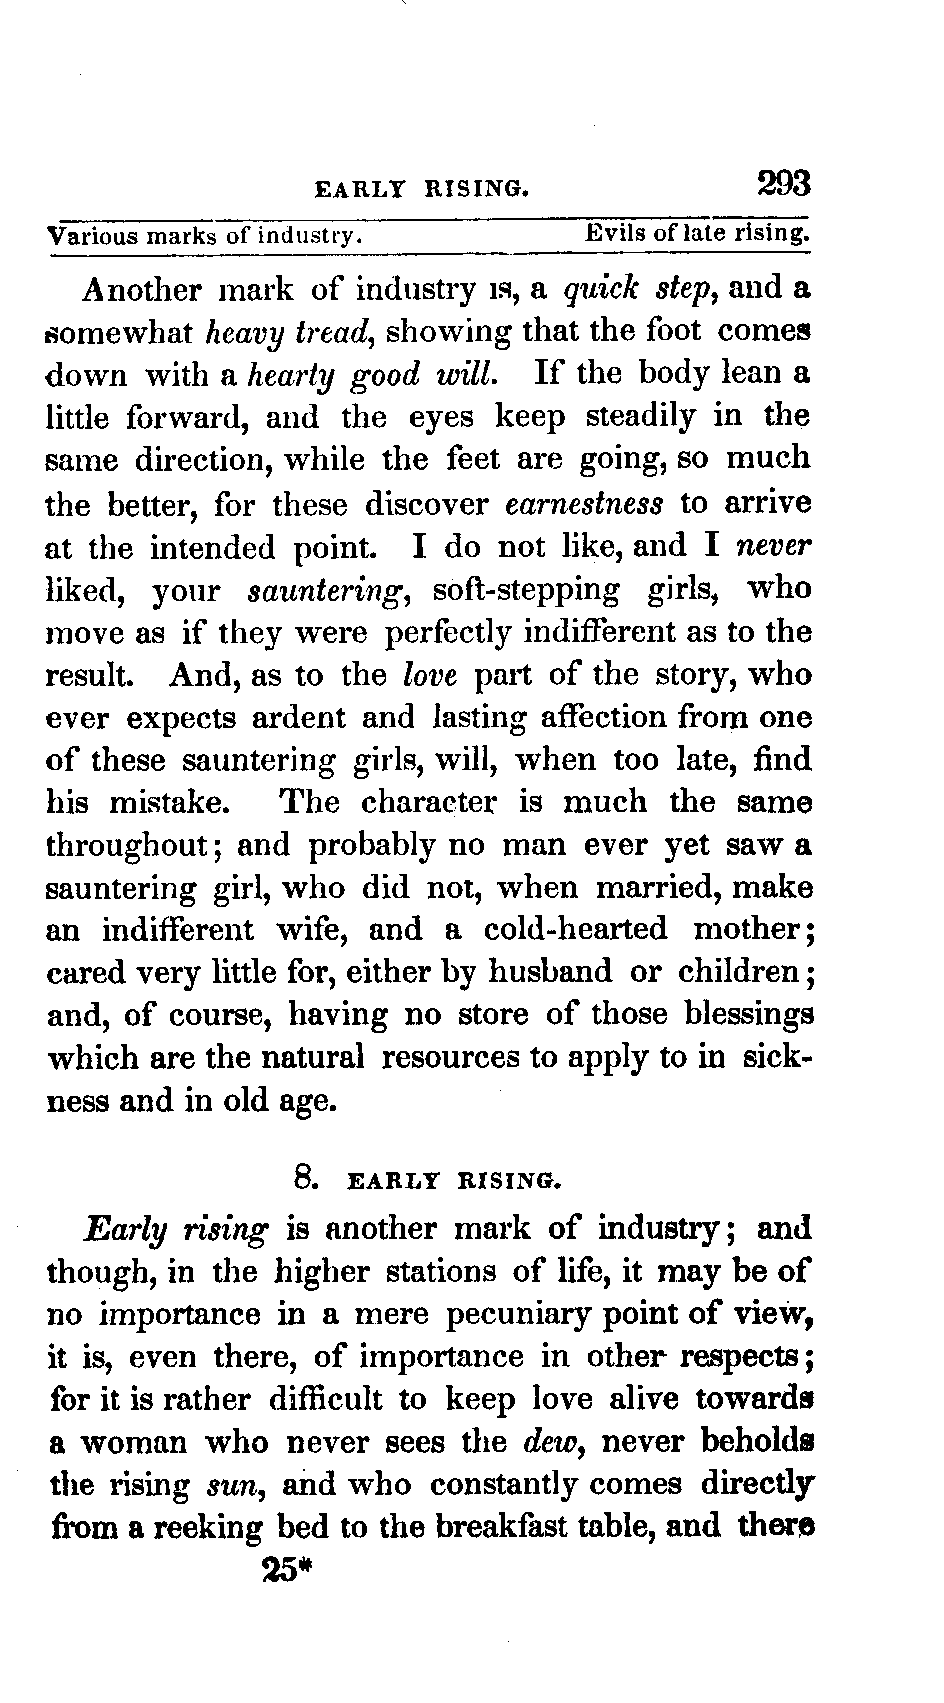 EARLY RISING. 293
Various marks of industry. Evils of late rising.
Another mark of industry is, a quick step, and a
somewhat heavy tread, showing that the foot comes
down with a hearty good will. If the body lean a
little forward, and the eyes keep steadily in the
same direction, while the feet are going, so much
the better, for these discover earnestness to arrive
at the intended point. I do not like, and I never
liked, your sauntering, soft-stepping girls, who
move as if they were perfectly indifferent as to the
result. And, as to the love part of the story, who
ever expects ardent and lasting affection from one
of these sauntering girls, will, when too late, find
his mistake. The character is much the same
throughout; and probably no man ever yet saw a
sauntering girl, who did not, when married, make
an indifferent wife, and a cold-hearted mother;
cared very little for, either by husband or children;
and, of course, having no store of those blessings
which are the natural resources to apply to in sick-
ness and in old age.
8. EARLY RISING.
Early rising is another mark of industry; and
though, in the higher stations of life, it may be of
no importance in a mere pecuniary point of view,
it is, even there, of importance in other respects;
for it is rather difficult to keep love alive towards
a woman who never sees the dew, never beholds
the rising sun, and who constantly comes directly
from a reeking bed to the breakfast table, and there
25*